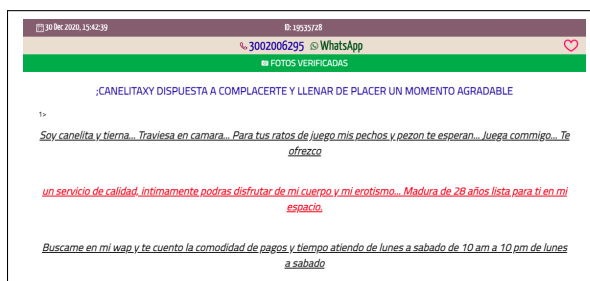 30 Dec 2020, 15:42:39 ID: 19535728
3002006295 WhatsApp
FOTOS VERIFICADAS
;CANELITAXY DISPUESTA A COMPLACERTE Y LLENAR DE PLACER UN MOMENTO AGRADABLE
1>
Soy canelita y tierna... Traviesa en camara... Para tus ratos de juego mis pechos y pezon te esperan... Juega commigo... Te
ofrezco
un servicio de calidad, intimamente podras disfrutar de mi cuerpo y mi erotismo... Madura de 28 años lista para ti en mi
espacio.
Buscame en mi wap y te cuento la comodidad de pagos y tiempo atiendo de lunes a sabado de 10 am a 10 pm de lunes
a sabado